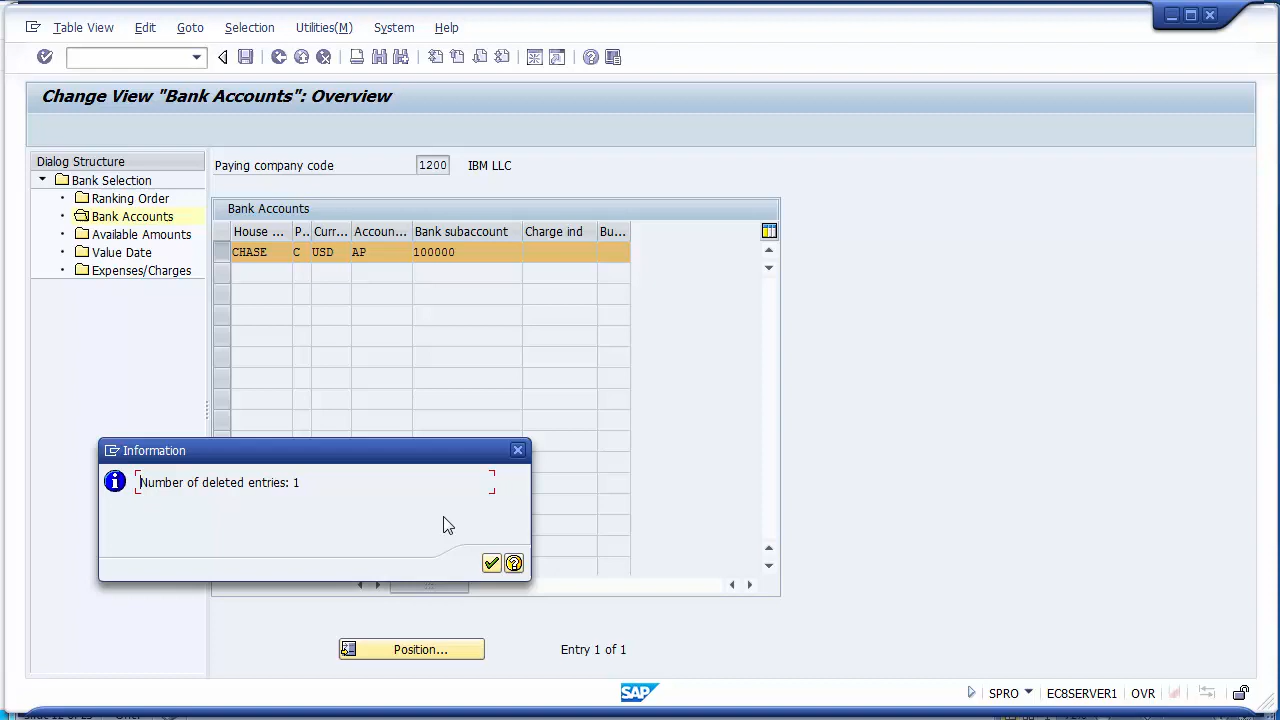 Table View Edit Goto Selection Utilities(M) System Help
Change View "Bank Accounts": Overview
Dialog Structure
Bank Selection
Ranking Order
Bank Accounts
Available Amounts
Value Date
Expenses/Charges
Paying company code 1200 IBM LLC
Bank Accounts
House ... P.. Curr... Accoun... Bank subaccount Charge ind Bu...
CHASE C USD AP 100000
Information
Number of deleted entries: 1
Position... Entry 1 of 1
SAP
SPRO ECC8SERVER1 OVR